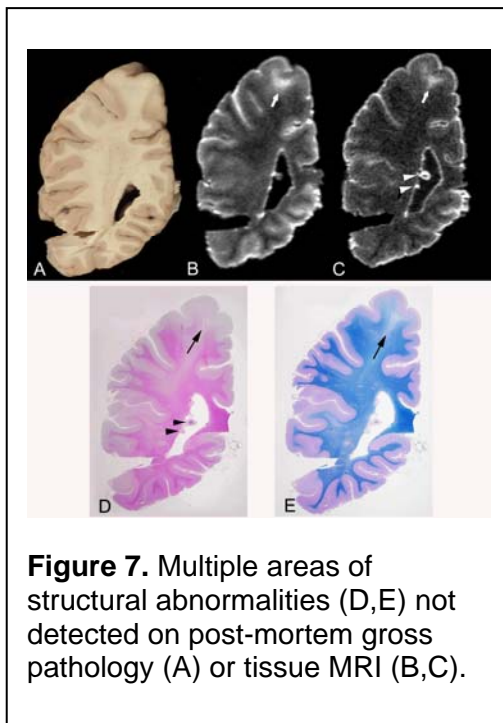 A
B
C
D
E
Figure 7. Multiple areas of
structural abnormalities (D,E) not
detected on post-mortem gross
pathology (A) or tissue MRI (B,C).